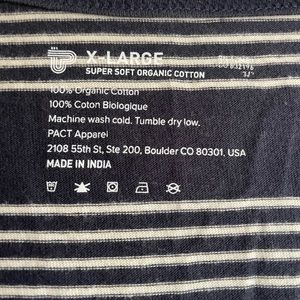 X-LARGE
SUPER SOFT ORGANIC COTTON
100% Organic Cotton
100% Coton Biologique
Machine wash cold. Tumble dry low.
PACT Apparel
2108 55th St, Ste 200, Boulder CO 80301, USA
MADE IN INDIA